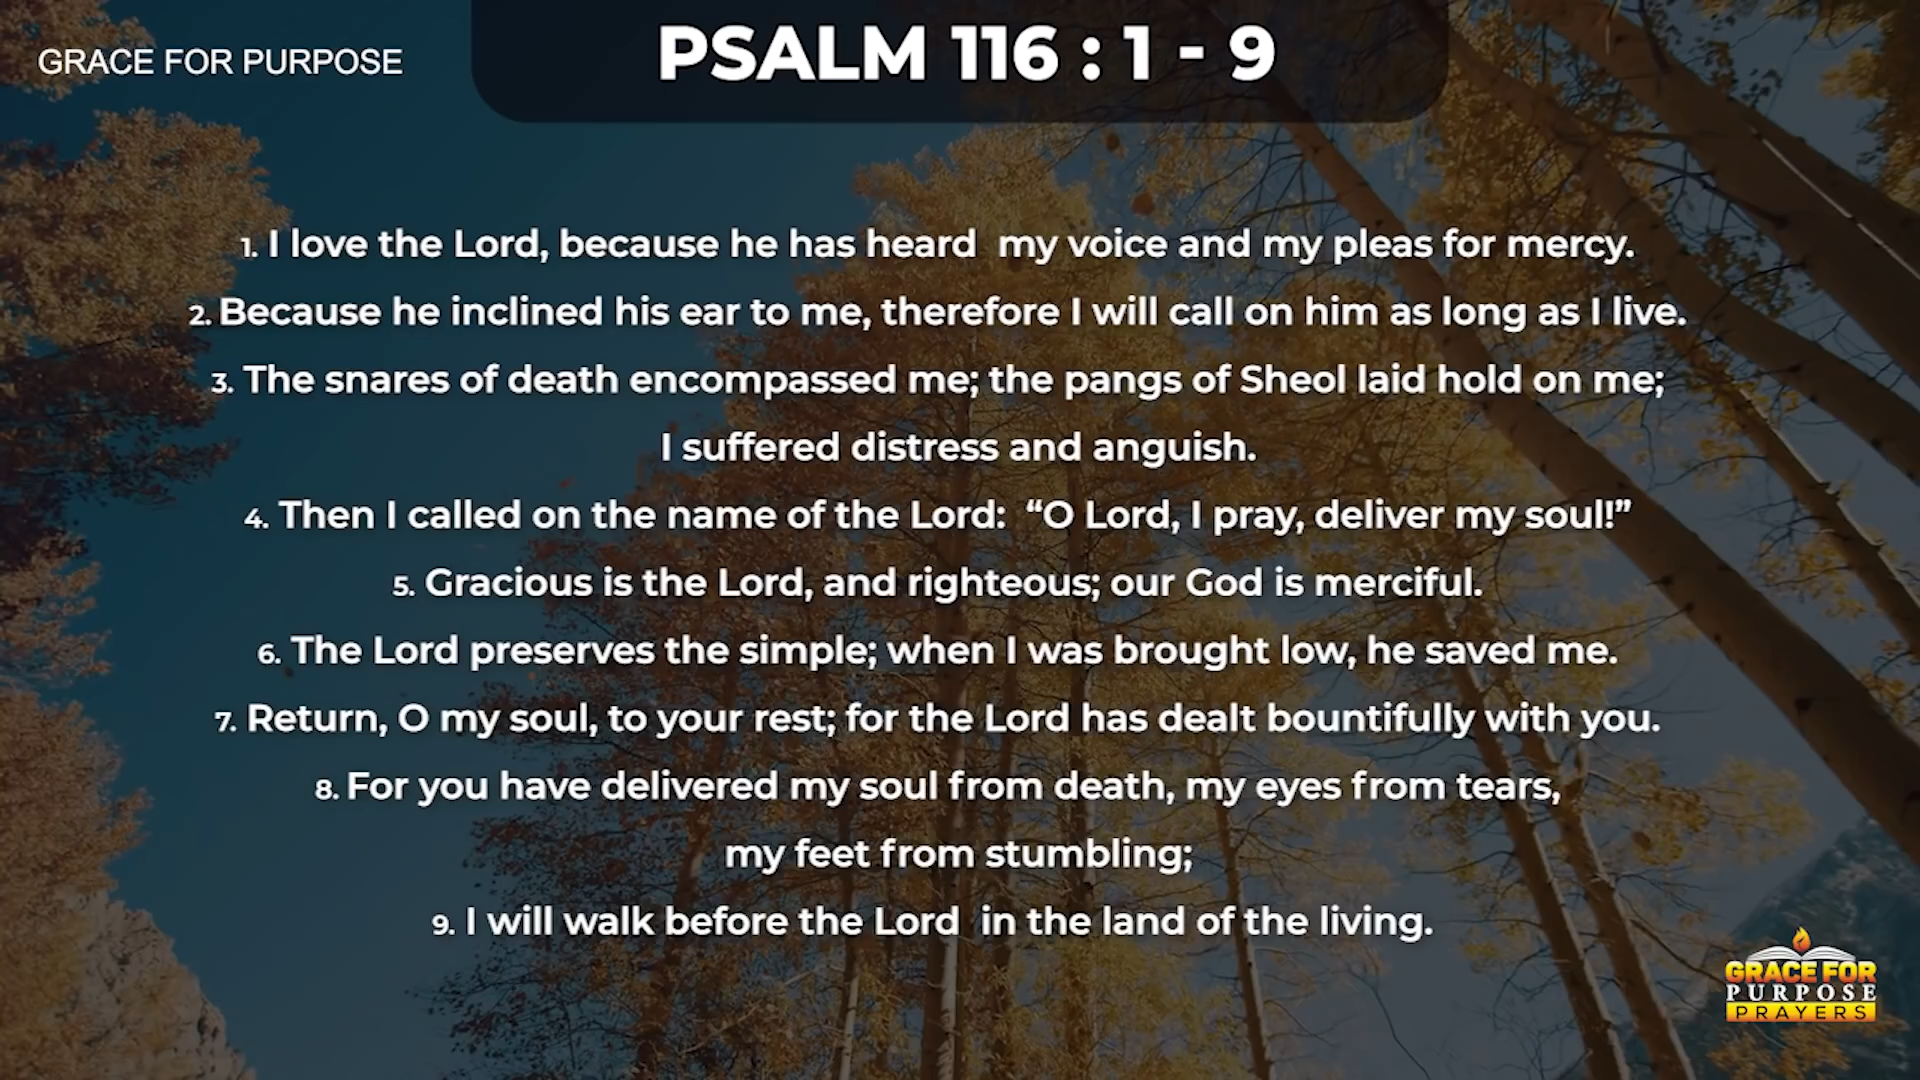 GRACE FOR PURPOSE
PSALM 116 : 1 - 9
1. I love the Lord, because he has heard  my voice and my pleas for mercy.
2. Because he inclined his ear to me, therefore I will call on him as long as I live.
3. The snares of death encompassed me; the pangs of Sheol laid hold on me;
I suffered distress and anguish.
4. Then I called on the name of the Lord:  “O Lord, I pray, deliver my soul!”
5. Gracious is the Lord, and righteous; our God is merciful.
6. The Lord preserves the simple; when I was brought low, he saved me.
7. Return, O my soul, to your rest; for the Lord has dealt bountifully with you.
8. For you have delivered my soul from death, my eyes from tears,
my feet from stumbling;
9. I will walk before the Lord  in the land of the living.
GRACE FOR
PURPOSE
PRAYERS